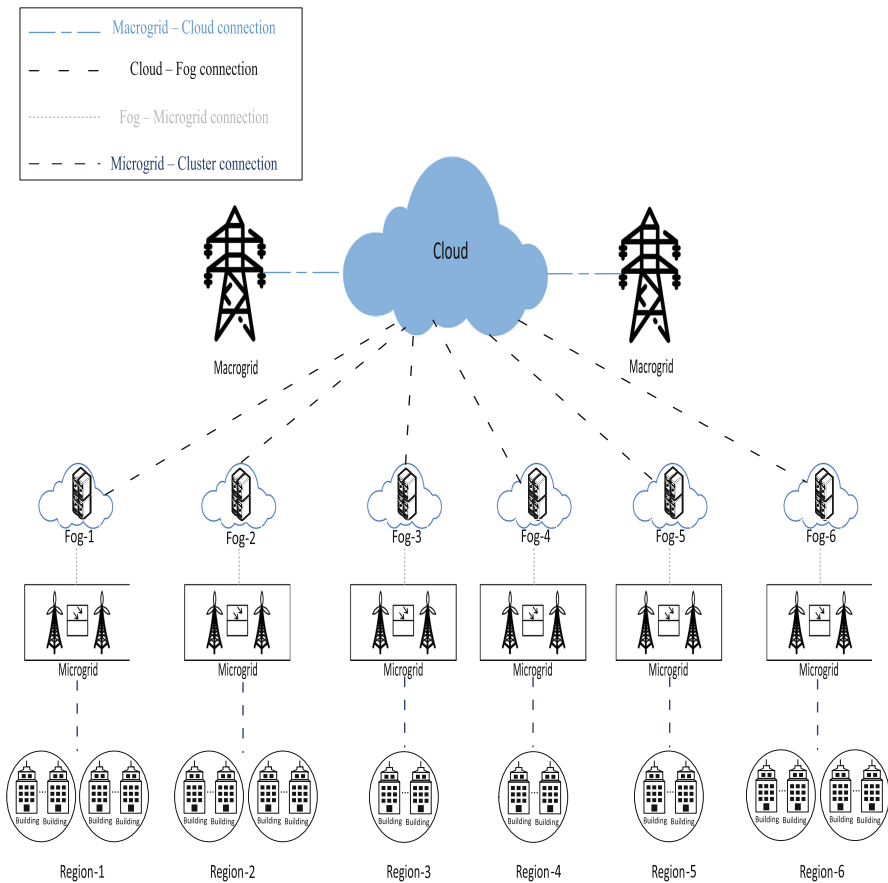 Macrogrid – Cloud connection
Cloud – Fog connection
Fog – Microgrid connection
Microgrid – Cluster connection
Cloud
Macrogrid
Macrogrid
Fog-1
Fog-2
Fog-3
Fog-4
Fog-5
Fog-6
Microgrid
Microgrid
Microgrid
Microgrid
Microgrid
Microgrid
Building Building Building Building
Building Building Building Building
Building Building
Building Building
Building Building
Building Building Building Building
Region-1
Region-2
Region-3
Region-4
Region-5
Region-6